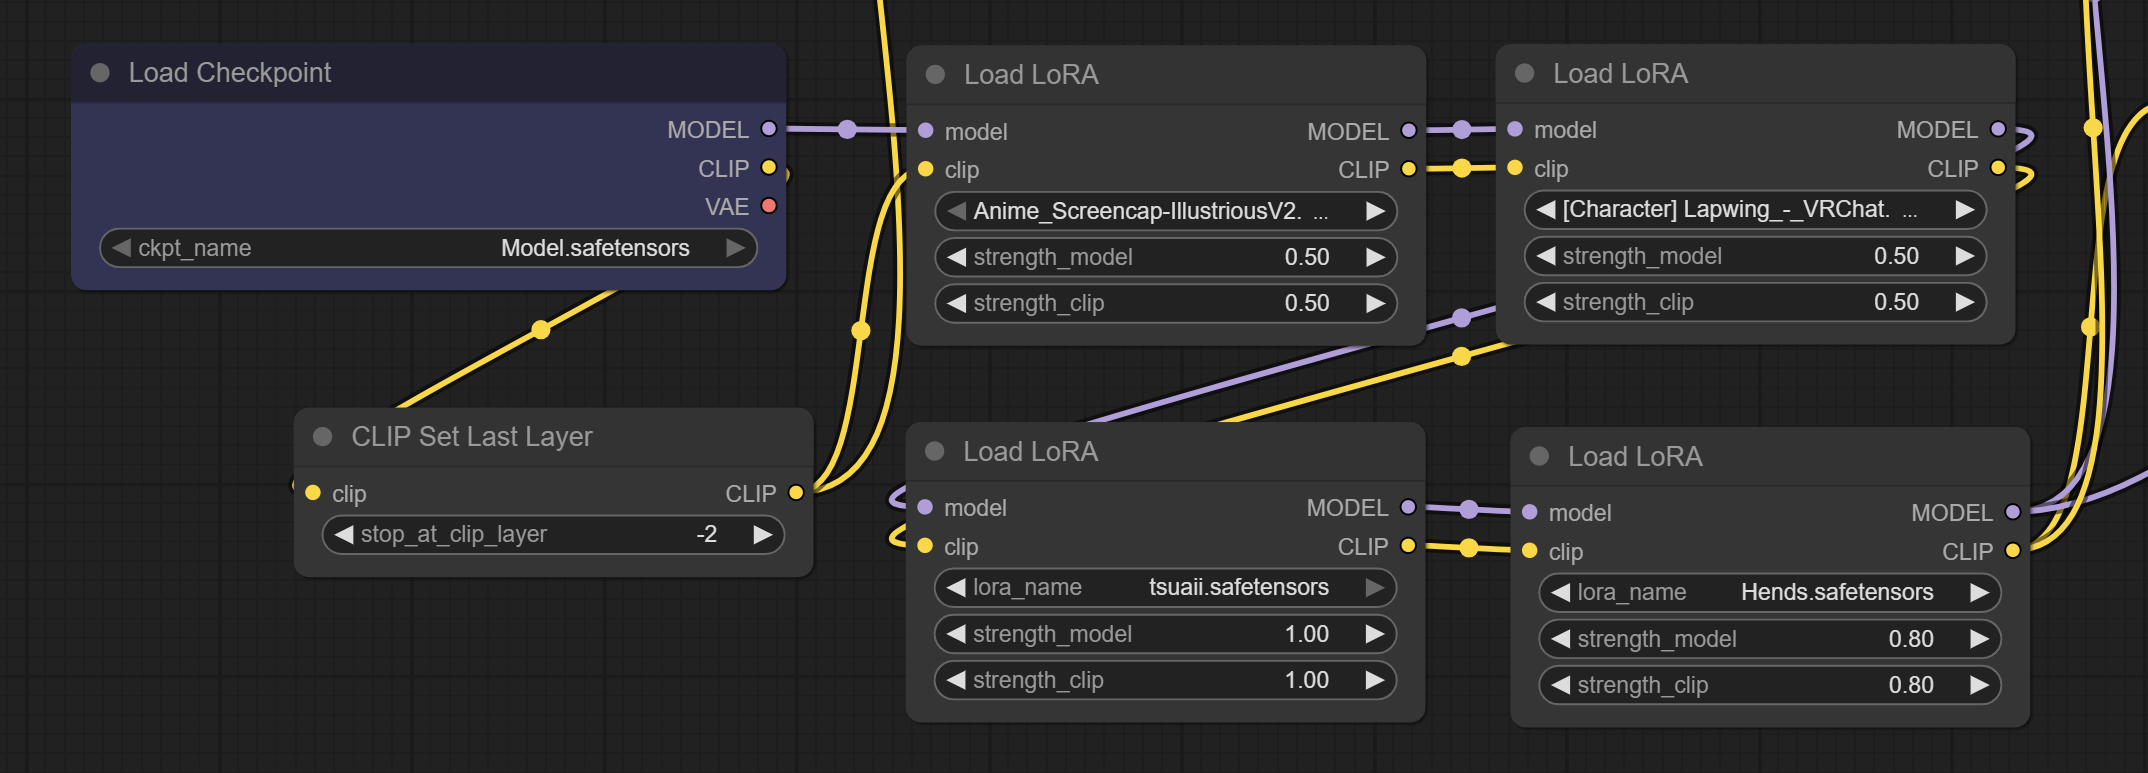 Load Checkpoint
MODEL
CLIP
VAE
ckpt_name Model.safetensors
CLIP Set Last Layer
clip CLIP
stop_at_clip_layer -2
Load LoRA
model MODEL
clip CLIP
Anime_Screencap-IllustriousV2. ...
strength_model 0.50
strength_clip 0.50
Load LoRA
model MODEL
clip CLIP
[Character] Lapwing_-_VRChat. ...
strength_model 0.50
strength_clip 0.50
Load LoRA
model MODEL
clip CLIP
lora_name tsuaii.safetensors
strength_model 1.00
strength_clip 1.00
Load LoRA
model MODEL
clip CLIP
lora_name Hends.safetensors
strength_model 0.80
strength_clip 0.80